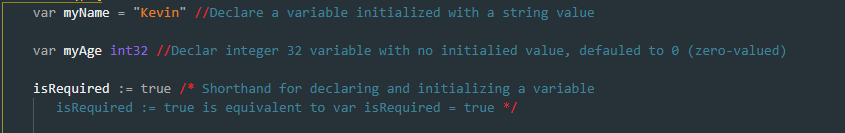 var myName = "Kevin" //Declare a variable initialized with a string value
var myAge int32 //Declar integer 32 variable with no initialied value, defauled to 0 (zero-valued)
isRequired := true /* Shorthand for declaring and initializing a variable
isRequired := true is equivalent to var isRequired = true */